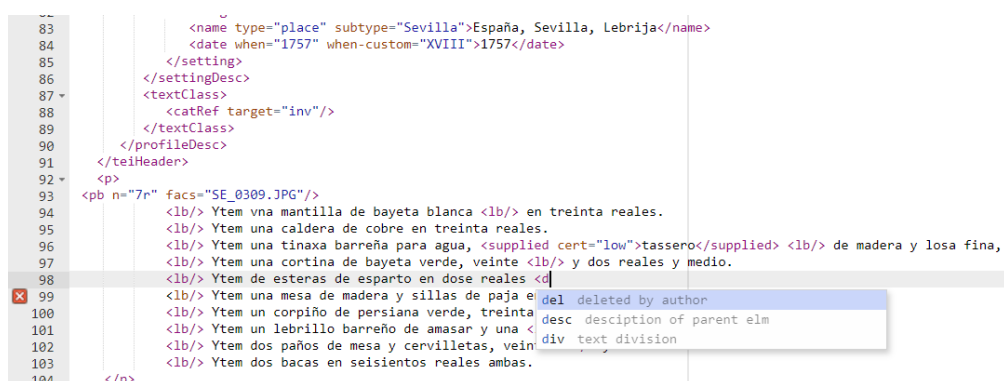 83 <name type="place" subtype="Sevilla">España, Sevilla, Lebrija</name>
84 <date when="1757" when-custom="XVIII">1757</date>
85 </setting>
86 </settingDesc>
87 <textClass>
88 <catRef target="inv"/>
89 </textClass>
90 </profileDesc>
91 </teiHeader>
92 <p>
93 <pb n="7r" facs="SE_0309.JPG"/>
94 <lb/> Ytem vna mantilla de bayeta blanca <lb/> en treinta reales.
95 <lb/> Ytem una caldera de cobre en treinta reales.
96 <lb/> Ytem una tinaxa barreña para agua, <supplied cert="low">tassero</supplied> <lb/> de madera y losa fina,
97 <lb/> Ytem una cortina de bayeta verde, veinte <lb/> y dos reales y medio.
98 <lb/> Ytem de esteras de esparto en dose reales <d
99 <lb/> Ytem una mesa de madera y sillas de paja e
del deleted by author
100 <lb/> Ytem un corpiño de persiana verde, treinta
desc desciption of parent elm
101 <lb/> Ytem un lebrillo barreño de amasar y una <
div text division
102 <lb/> Ytem dos paños de mesa y cervilletas, vein
103 <lb/> Ytem dos bacas en seisientos reales ambas.
104 </p>